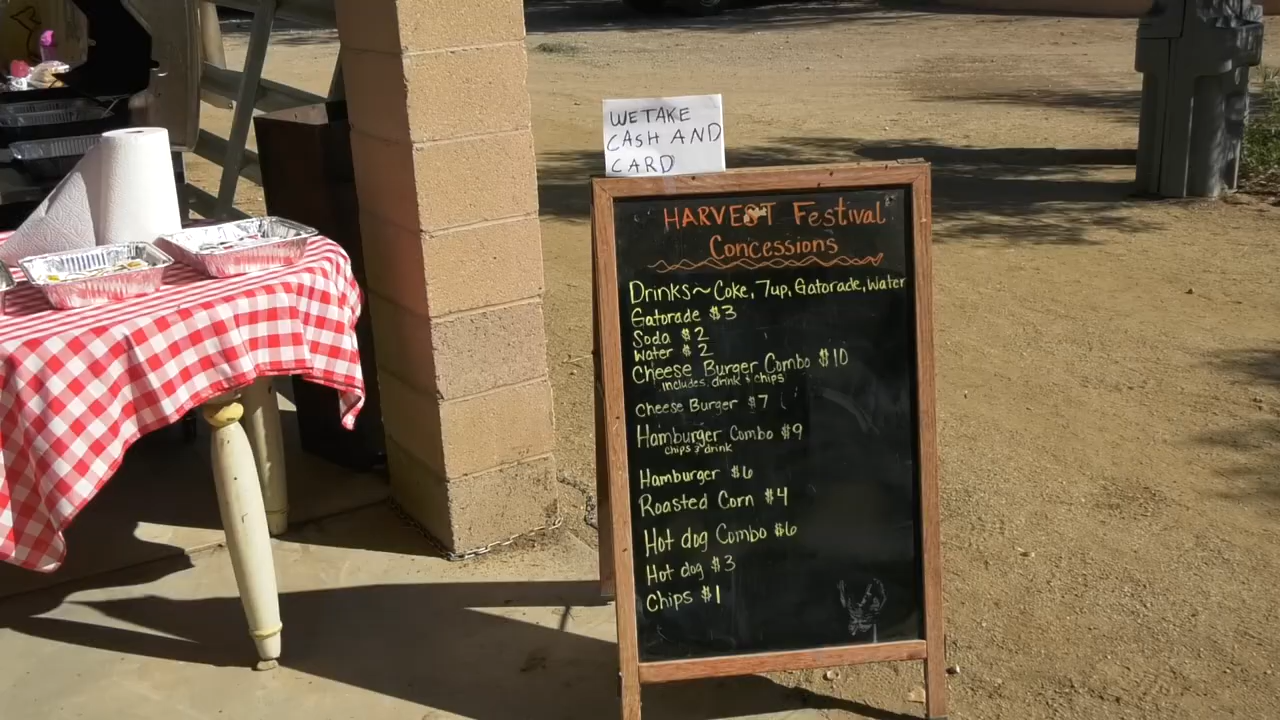 WE TAKE
CASH AND
CARD
HARVEST Festival
Concessions
Drinks~Coke, 7up, Gatorade, Water
Gatorade $3
Soda $2
Water $2
Cheese Burger Combo $10
includes drink & chips
Cheese Burger $7
Hamburger Combo $9
chips & drink
Hamburger $6
Roasted Corn $4
Hot dog Combo $6
Hot dog $3
Chips $1